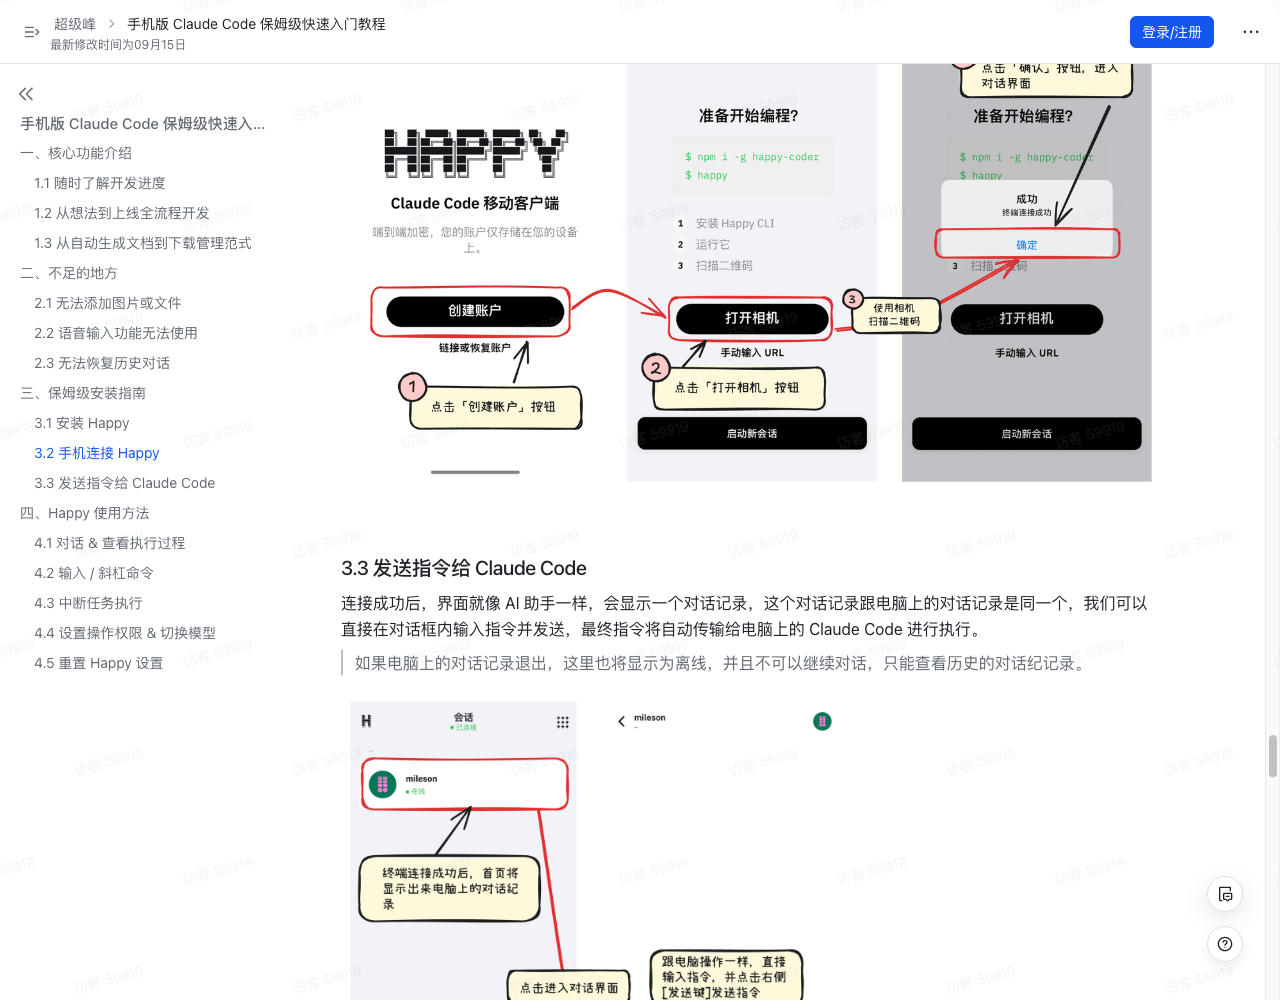 超级峰 > 手机版 Claude Code 保姆级快速入门教程
最新修改时间为09月15日
登录/注册
手机版 Claude Code 保姆级快速入...
一、核心功能介绍
1.1 随时了解开发进度
1.2 从想法到上线全流程开发
1.3 从自动生成文档到下载管理范式
二、不足的地方
2.1 无法添加图片或文件
2.2 语音输入功能无法使用
2.3 无法恢复历史对话
三、保姆级安装指南
3.1 安装 Happy
3.2 手机连接 Happy
3.3 发送指令给 Claude Code
四、Happy 使用方法
4.1 对话 & 查看执行过程
4.2 输入 / 斜杠命令
4.3 中断任务执行
4.4 设置操作权限 & 切换模型
4.5 重置 Happy 设置
HAPPY
Claude Code 移动客户端
端到端加密，您的账户仅存储在您的设备
上。
创建账户
链接或恢复账户
1
点击「创建账户」按钮
准备开始编程?
$ npm i -g happy-coder
$ happy
1 安装 Happy CLI
2 运行它
3 扫描二维码
打开相机
手动输入 URL
2
点击「打开相机」按钮
启动新会话
3
使用相机
扫描二维码
点击「确认」按钮，进入
对话界面
准备开始编程?
$ npm i -g happy-coder
$ happy
成功
终端连接成功
确定
3 扫描二维码
打开相机
手动输入 URL
启动新会话
3.3 发送指令给 Claude Code
连接成功后，界面就像 AI 助手一样，会显示一个对话记录，这个对话记录跟电脑上的对话记录是同一个，我们可以
直接在对话框内输入指令并发送，最终指令将自动传输给电脑上的 Claude Code 进行执行。
如果电脑上的对话记录退出，这里也将显示为离线，并且不可以继续对话，只能查看历史的对话纪记录。
会话
已连接
mileson
在线
终端连接成功后，首页将
显示出来电脑上的对话纪
录
点击进入对话界面
mileson
跟电脑操作一样，直接
输入指令，并点击右侧
[发送键]发送指令
访客 59919